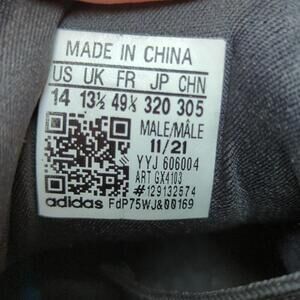 MADE IN CHINA
US UK FR JP CHN
14 13½ 49⅓ 320 305
MALE/MÂLE
11/21
YYJ 606004
ART GX4103
#129132574
adidas FdP75WJ&00169